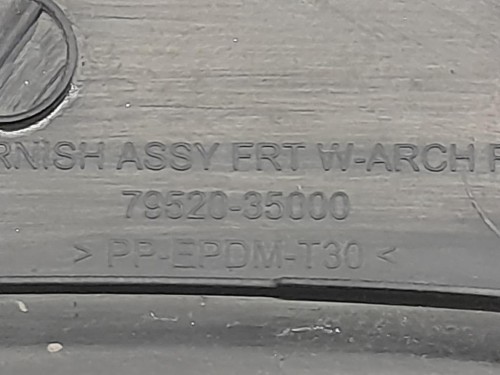 RNISH ASSY FRT W-ARCH
79520-35000
> PP-EPDM-T30 <